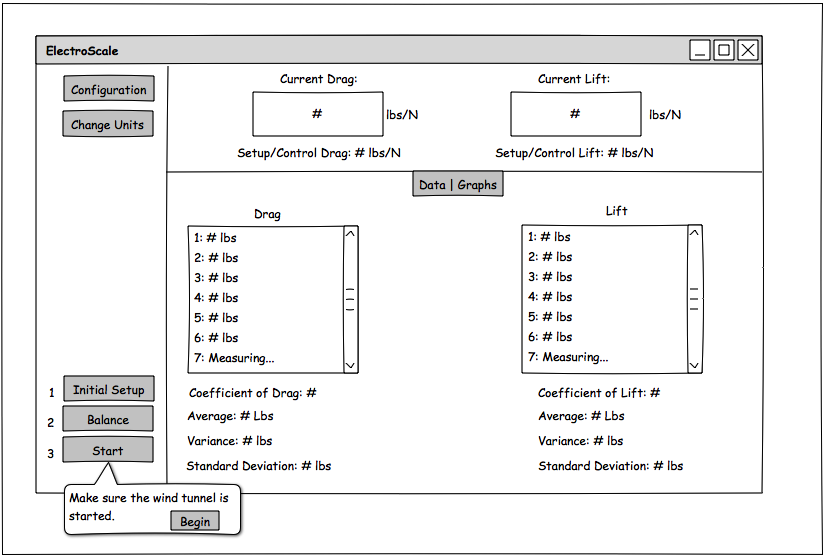 ElectroScale
Configuration
Change Units
Current Drag:
#
lbs/N
Setup/Control Drag: # lbs/N
Current Lift:
#
lbs/N
Setup/Control Lift: # lbs/N
Data | Graphs
Drag
1: # lbs
2: # lbs
3: # lbs
4: # lbs
5: # lbs
6: # lbs
7: Measuring...
Coefficient of Drag: #
Average: # Lbs
Variance: # lbs
Standard Deviation: # lbs
Lift
1: # lbs
2: # lbs
3: # lbs
4: # lbs
5: # lbs
6: # lbs
7: Measuring...
Coefficient of Lift: #
Average: # Lbs
Variance: # lbs
Standard Deviation: # lbs
1 Initial Setup
2 Balance
3 Start
Make sure the wind tunnel is
started.
Begin